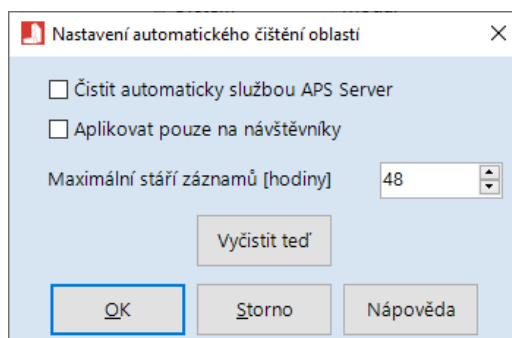 Nastavení automatického čištění oblastí
Čistit automaticky službou APS Server
Aplikovat pouze na návštěvníky
Maximální stáří záznamů [hodiny] 48
Vyčistit teď
OK Storno Nápověda